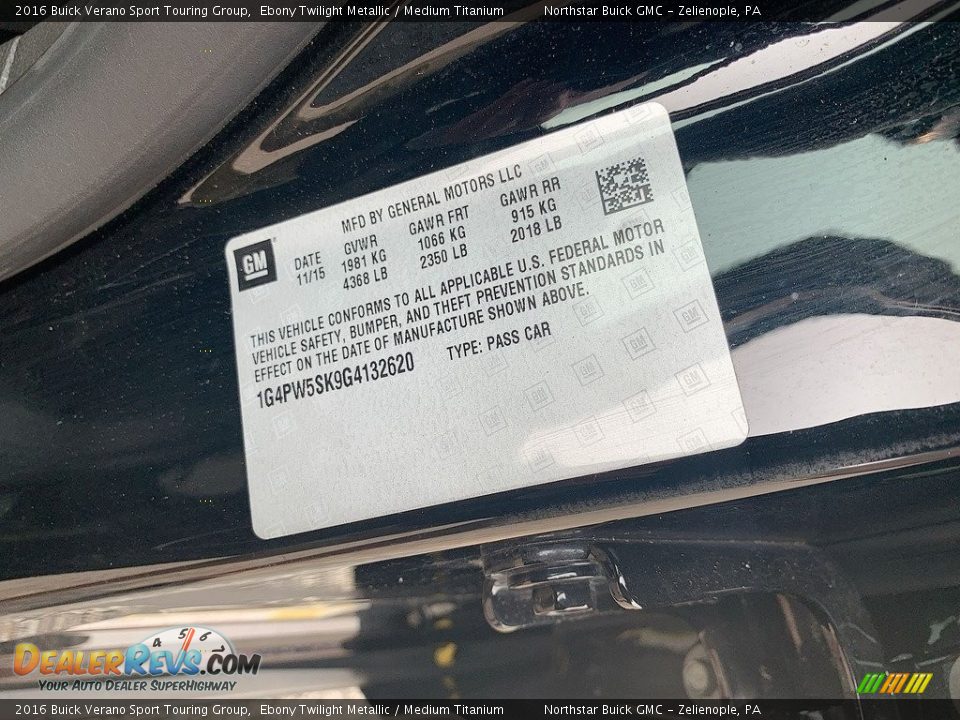 2016 Buick Verano Sport Touring Group, Ebony Twilight Metallic / Medium Titanium Northstar Buick GMC - Zelienople, PA
MFD BY GENERAL MOTORS LLC
GM DATE GVWR GAWR FRT GAWR RR
11/15 1981 KG 1066 KG 915 KG
4368 LB 2350 LB 2018 LB
THIS VEHICLE CONFORMS TO ALL APPLICABLE U.S. FEDERAL MOTOR
VEHICLE SAFETY, BUMPER, AND THEFT PREVENTION STANDARDS IN
EFFECT ON THE DATE OF MANUFACTURE SHOWN ABOVE.
1G4PW5SK9G4132620 TYPE: PASS CAR
4 5 6
DEALERREVS.COM
YOUR AUTO DEALER SUPERHIGHWAY
2016 Buick Verano Sport Touring Group, Ebony Twilight Metallic / Medium Titanium Northstar Buick GMC - Zelienople, PA